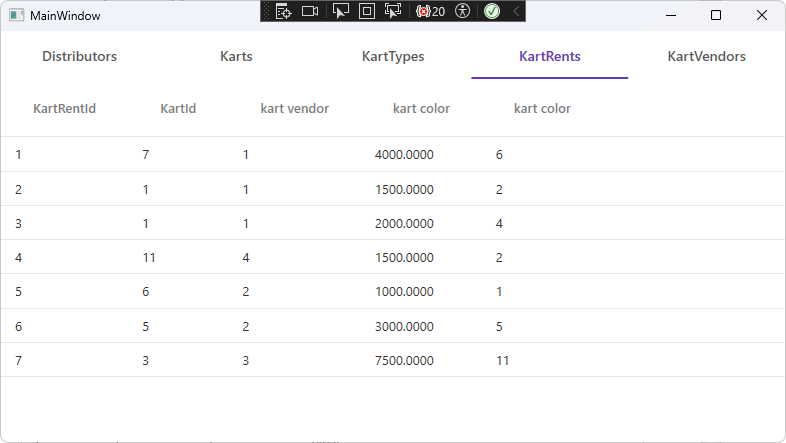 MainWindow
20
Distributors Karts KartTypes KartRents KartVendors
KartRentId KartId kart vendor kart color kart color
1 7 1 4000.0000 6
2 1 1 1500.0000 2
3 1 1 2000.0000 4
4 11 4 1500.0000 2
5 6 2 1000.0000 1
6 5 2 3000.0000 5
7 3 3 7500.0000 11